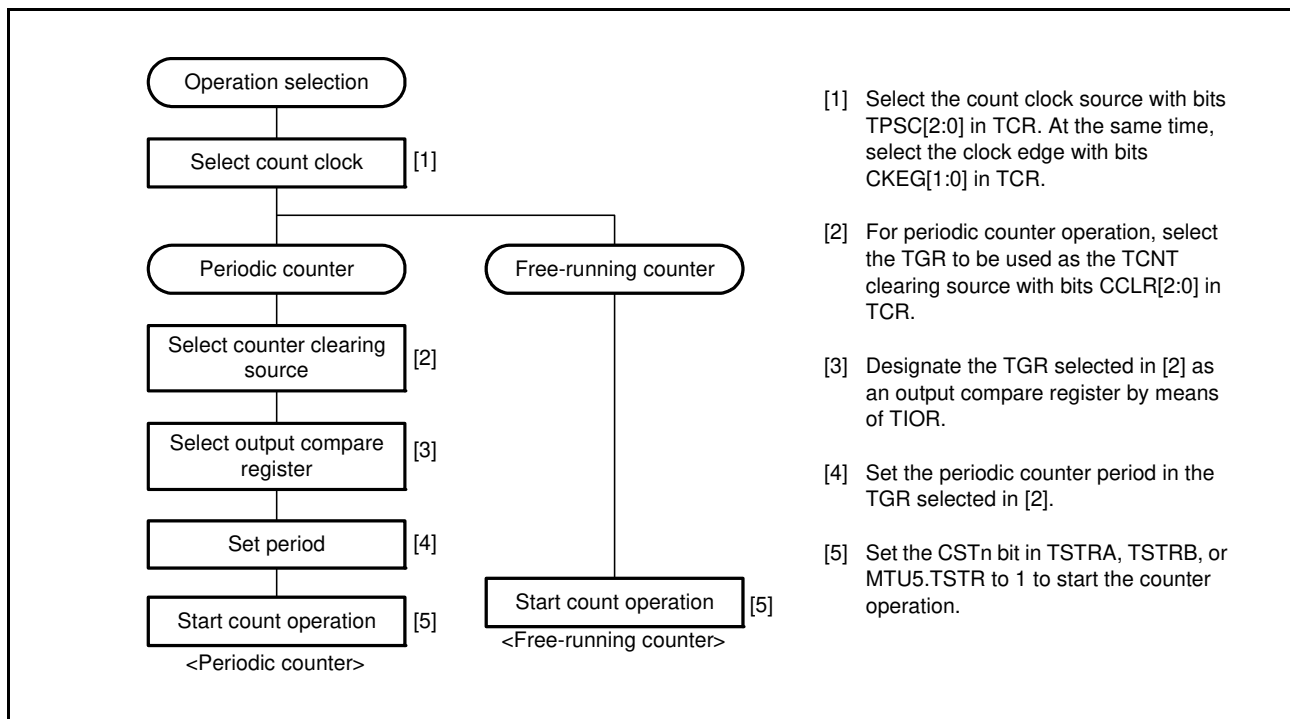 Operation selection
Select count clock
[1]
Periodic counter
Free-running counter
Select counter clearing
source
[2]
Select output compare
register
[3]
Set period
[4]
Start count operation
[5]
<Periodic counter>
Start count operation
[5]
<Free-running counter>
[1] Select the count clock source with bits
TPSC[2:0] in TCR. At the same time,
select the clock edge with bits
CKEG[1:0] in TCR.
[2] For periodic counter operation, select
the TGR to be used as the TCNT
clearing source with bits CCLR[2:0] in
TCR.
[3] Designate the TGR selected in [2] as
an output compare register by means
of TIOR.
[4] Set the periodic counter period in the
TGR selected in [2].
[5] Set the CSTn bit in TSTRA, TSTRB, or
MTU5.TSTR to 1 to start the counter
operation.